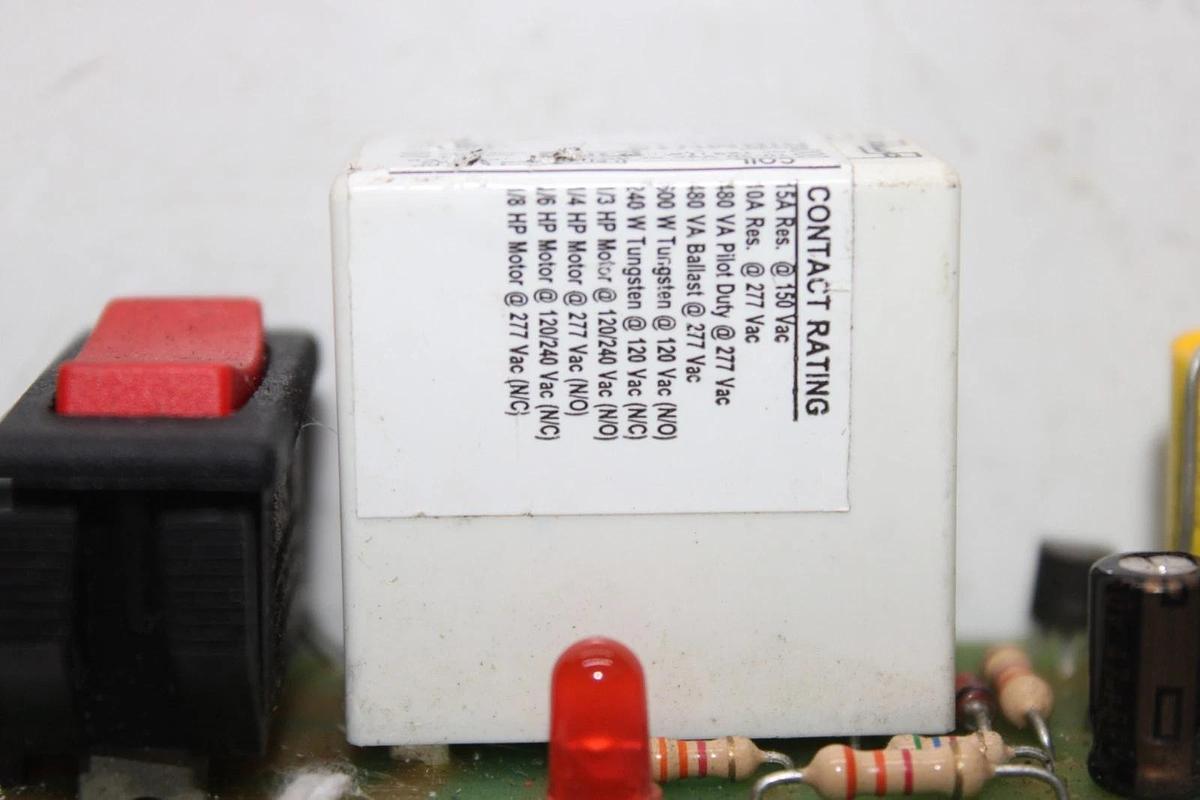 CONTACT RATING
15A Res. @ 150 Vac
10A Res. @ 277 Vac
480 VA Pilot Duty @ 277 Vac
480 VA Ballast @ 277 Vac
600 W Tungsten @ 120 Vac (N/O)
240 W Tungsten @ 120 Vac (N/C)
1/3 HP Motor @ 120/240 Vac (N/O)
1/4 HP Motor @ 277 Vac (N/O)
1/6 HP Motor @ 120/240 Vac (N/C)
1/8 HP Motor @ 277 Vac (N/C)